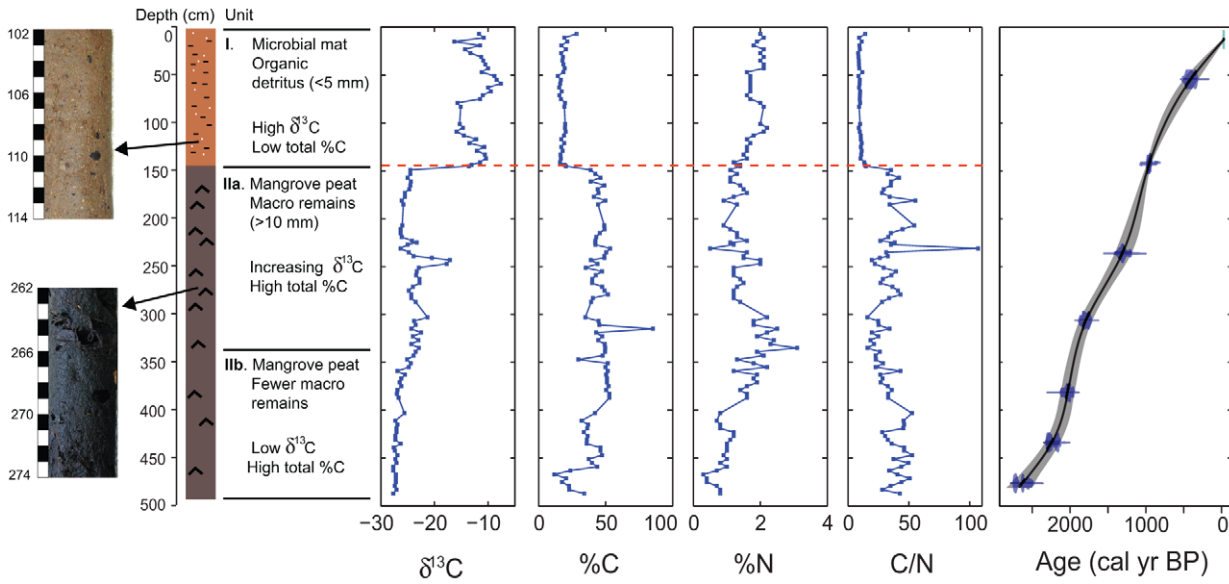 Depth (cm) Unit
102
106
110
114
262
266
270
274
0
50
100
150
200
250
300
350
400
450
500
I. Microbial mat
Organic
detritus (<5 mm)
High δ13C
Low total %C
IIa. Mangrove peat
Macro remains
(>10 mm)
Increasing δ13C
High total %C
IIb. Mangrove peat
Fewer macro
remains
Low δ13C
High total %C
−30 −20 −10
δ13C
0 50 100
%C
0 2 4
%N
0 50 100
C/N
2000 1000 0
Age (cal yr BP)